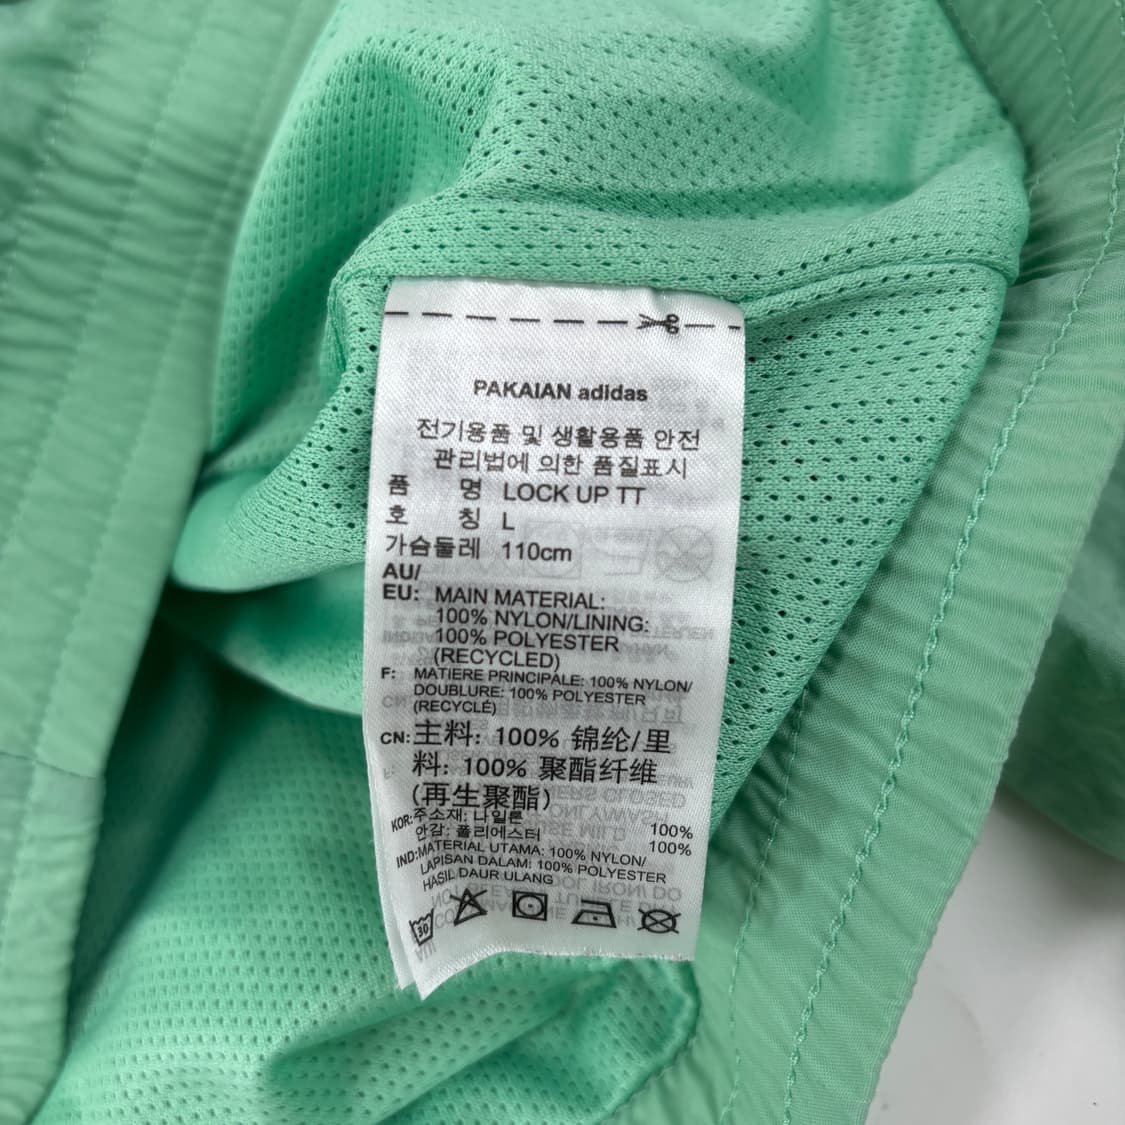 PAKAIAN adidas
전기용품 및 생활용품 안전
관리법에 의한 품질표시
품 명 LOCK UP TT
호 칭 L
가슴둘레 110cm
AU/
EU: MAIN MATERIAL:
100% NYLON/LINING:
100% POLYESTER
(RECYCLED)
F: MATIERE PRINCIPALE: 100% NYLON/
DOUBLURE: 100% POLYESTER
(RECYCLÉ)
CN: 主料: 100% 锦纶/里
料: 100% 聚酯纤维
(再生聚酯)
KOR: 주소재: 나일론 100%
안감: 폴리에스터 100%
IND: MATERIAL UTAMA: 100% NYLON/
LAPISAN DALAM: 100% POLYESTER
HASIL DAUR ULANG
30